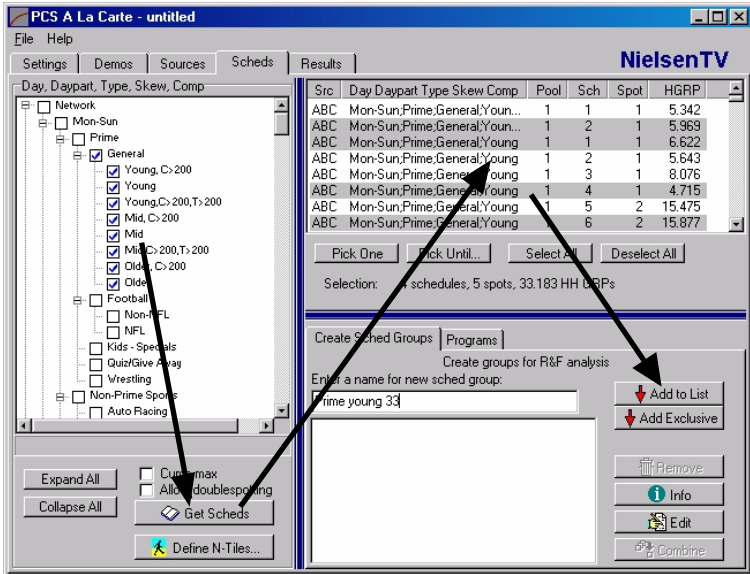 PCS A La Carte - untitled
File Help
Settings Demos Sources Scheds Results
NielsenTV
Day, Daypart, Type, Skew, Comp
Network
Mon-Sun
Prime
General
Young, C>200
Young
Young,C>200,T>200
Mid, C>200
Mid
Mid,C>200,T>200
Older, C>200
Older
Football
Non-NFL
NFL
Kids - Specials
Quiz/Give Away
Wrestling
Non-Prime Sports
Auto Racing
Expand All
Collapse All
Cume max
Allow doublespotting
Get Scheds
Define N-Tiles...
Src Day Daypart Type Skew Comp Pool Sch Spot HGRP
ABC Mon-Sun;Prime;General;Youn... 1 1 1 5.342
ABC Mon-Sun;Prime;General;Youn... 1 2 1 5.969
ABC Mon-Sun;Prime;General;Young 1 1 1 6.622
ABC Mon-Sun;Prime;General;Young 1 2 1 5.643
ABC Mon-Sun;Prime;General;Young 1 3 1 8.076
ABC Mon-Sun;Prime;General;Young 1 4 1 4.715
ABC Mon-Sun;Prime;General;Young 1 5 2 15.475
ABC Mon-Sun;Prime;General;Young 1 6 2 15.877
Pick One Pick Until... Select All Deselect All
Selection: 4 schedules, 5 spots, 33.183 HH GRPs
Create Sched Groups Programs
Create groups for R&F analysis
Enter a name for new sched group:
Prime young 33
Add to List
Add Exclusive
Remove
Info
Edit
Combine